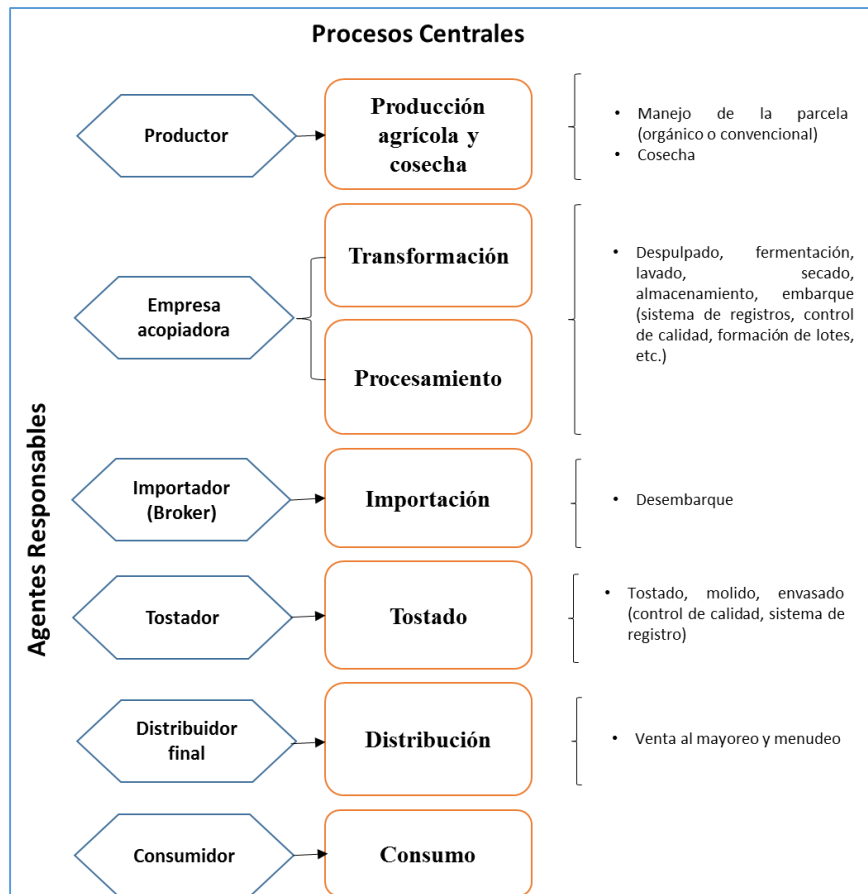 Procesos Centrales
Agentes Responsables
Productor
Producción
agrícola y
cosecha
• Manejo de la parcela
(orgánico o convencional)
• Cosecha
Empresa
acopiadora
Transformación
Procesamiento
• Despulpado, fermentación,
lavado, secado,
almacenamiento, embarque
(sistema de registros, control
de calidad, formación de lotes,
etc.)
Importador
(Broker)
Importación
• Desembarque
Tostador
Tostado
• Tostado, molido, envasado
(control de calidad, sistema de
registro)
Distribuidor
final
Distribución
• Venta al mayoreo y menudeo
Consumidor
Consumo